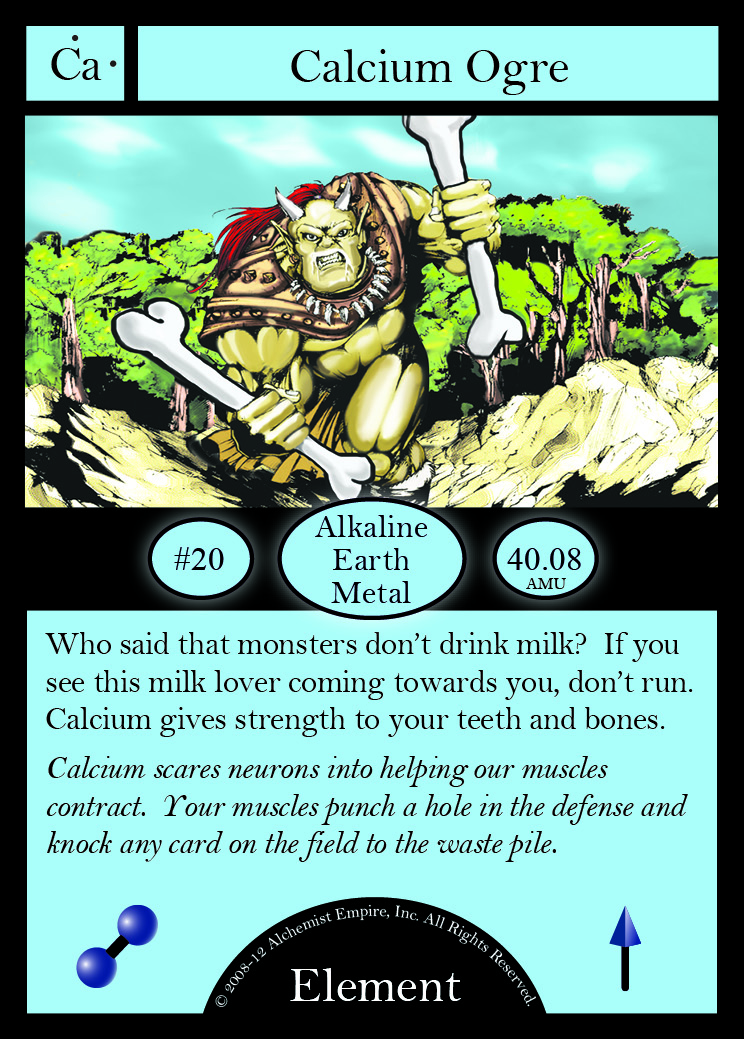 Ca
Calcium Ogre
#20
Alkaline
Earth
Metal
40.08
AMU
Who said that monsters don’t drink milk?  If you
see this milk lover coming towards you, don’t run.
Calcium gives strength to your teeth and bones.
Calcium scares neurons into helping our muscles
contract.  Your muscles punch a hole in the defense and
knock any card on the field to the waste pile.
© 2008-12 Alchemist Empire, Inc. All Rights Reserved.
Element